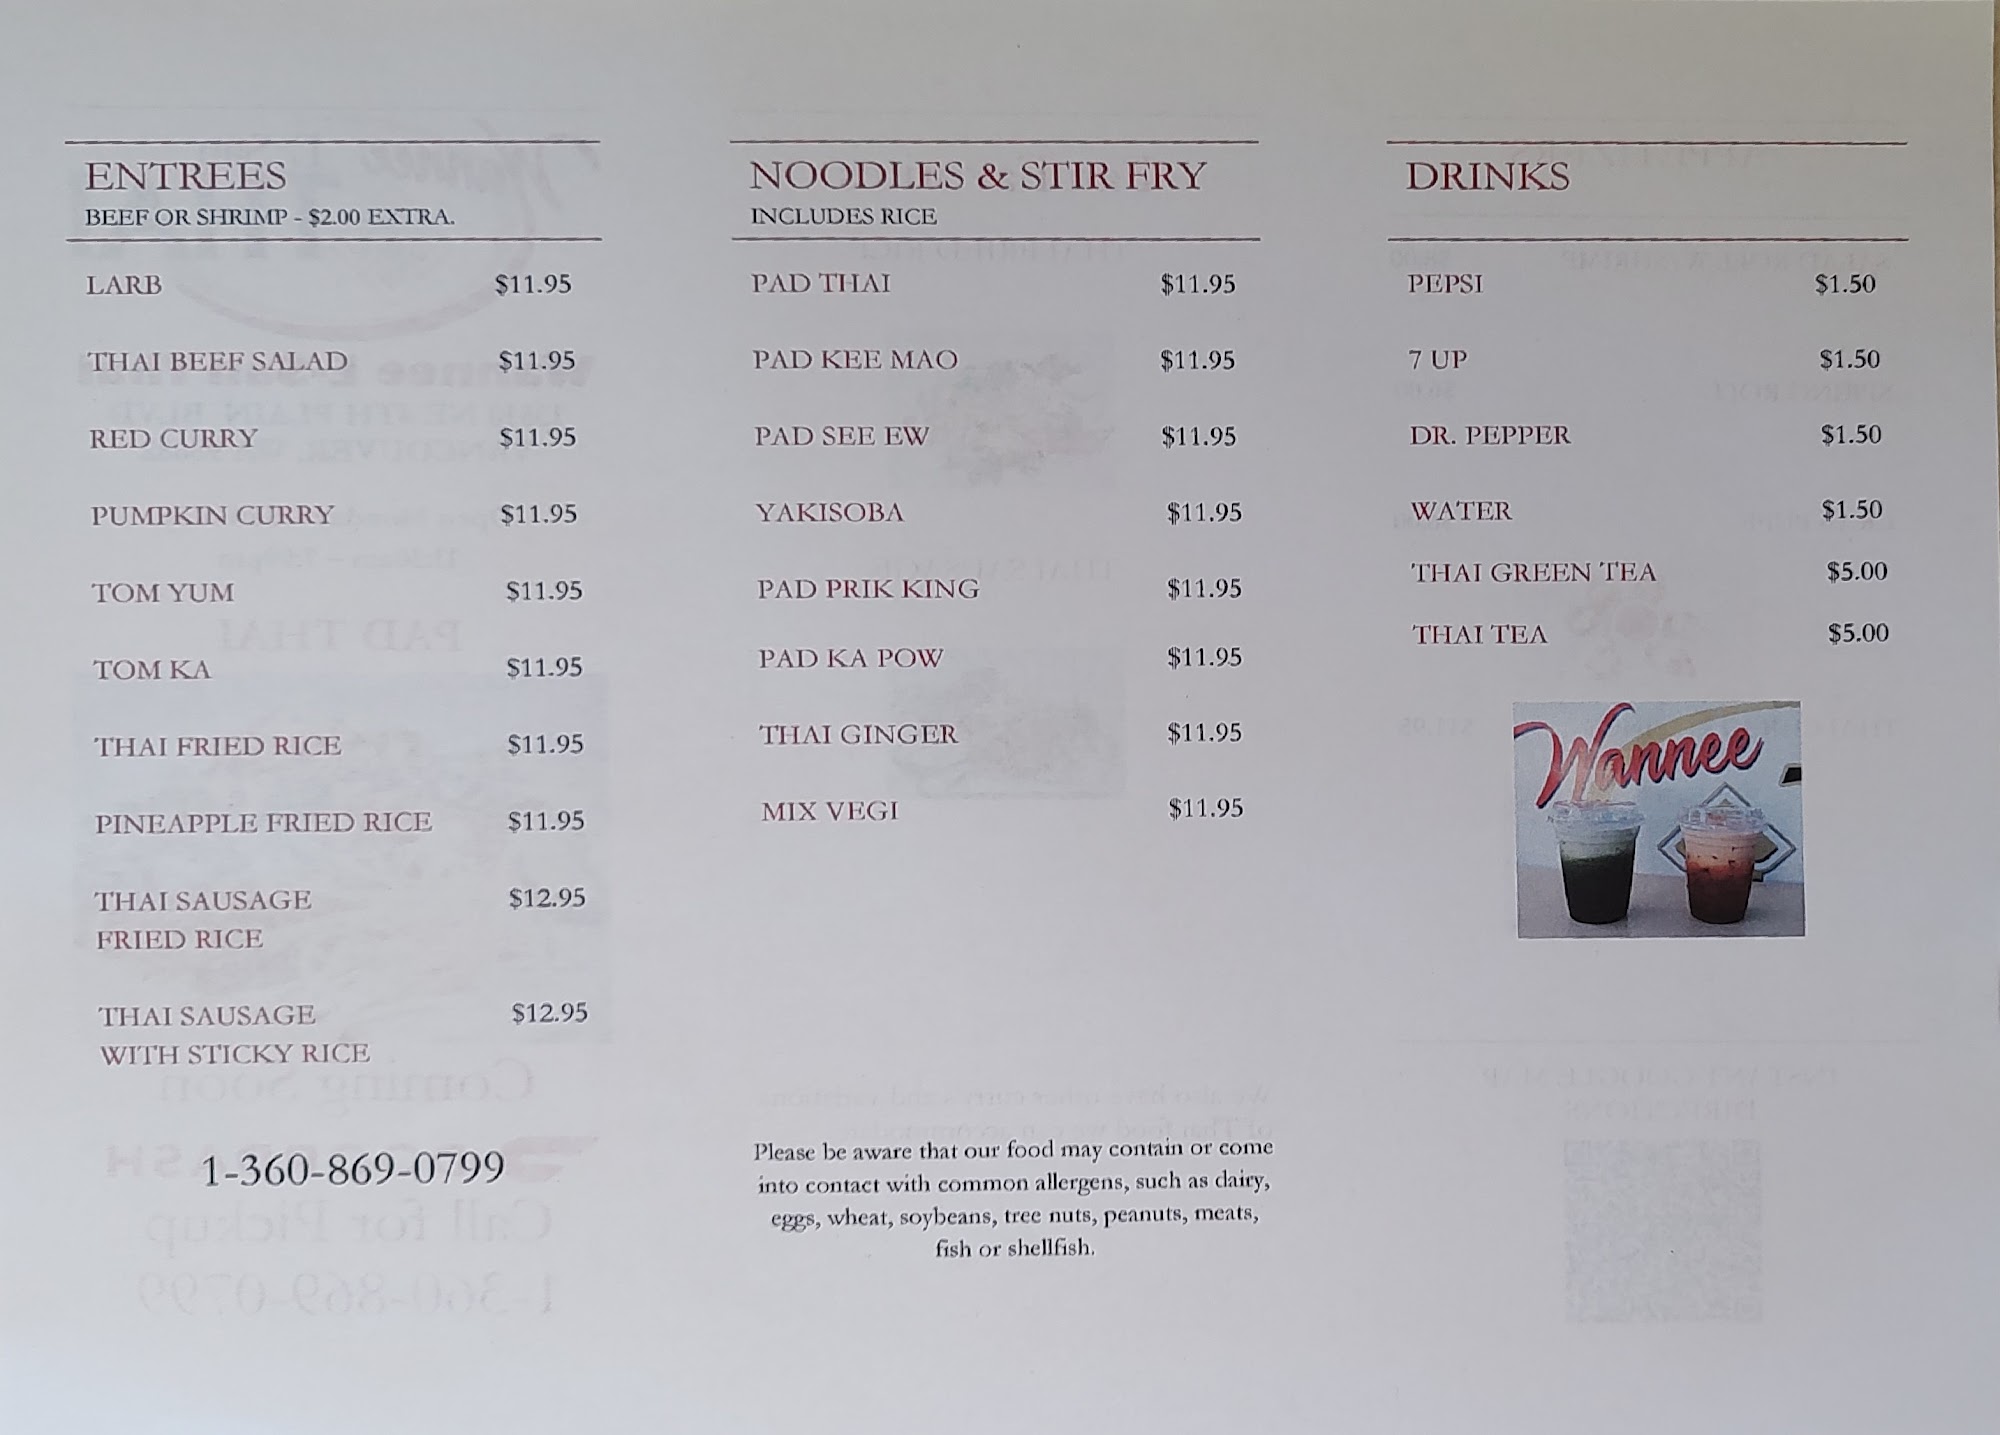 ENTREES
BEEF OR SHRIMP - $2.00 EXTRA.
LARB $11.95
THAI BEEF SALAD $11.95
RED CURRY $11.95
PUMPKIN CURRY $11.95
TOM YUM $11.95
TOM KA $11.95
THAI FRIED RICE $11.95
PINEAPPLE FRIED RICE $11.95
THAI SAUSAGE $12.95
FRIED RICE
THAI SAUSAGE $12.95
WITH STICKY RICE
1-360-869-0799
NOODLES & STIR FRY
INCLUDES RICE
PAD THAI $11.95
PAD KEE MAO $11.95
PAD SEE EW $11.95
YAKISOBA $11.95
PAD PRIK KING $11.95
PAD KA POW $11.95
THAI GINGER $11.95
MIX VEGI $11.95
Please be aware that our food may contain or come
into contact with common allergens, such as dairy,
eggs, wheat, soybeans, tree nuts, peanuts, meats,
fish or shellfish.
DRINKS
PEPSI $1.50
7 UP $1.50
DR. PEPPER $1.50
WATER $1.50
THAI GREEN TEA $5.00
THAI TEA $5.00
Wannee